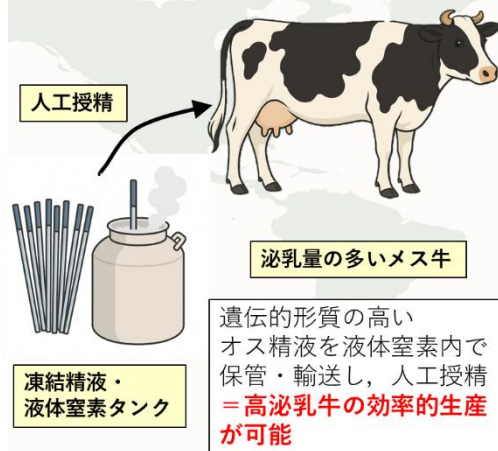 人工授精
泌乳量の多いメス牛
凍結精液・
液体窒素タンク
遺伝的形質の高い
オス精液を液体窒素内で
保管・輸送し，人工授精
＝高泌乳牛の効率的生産
が可能